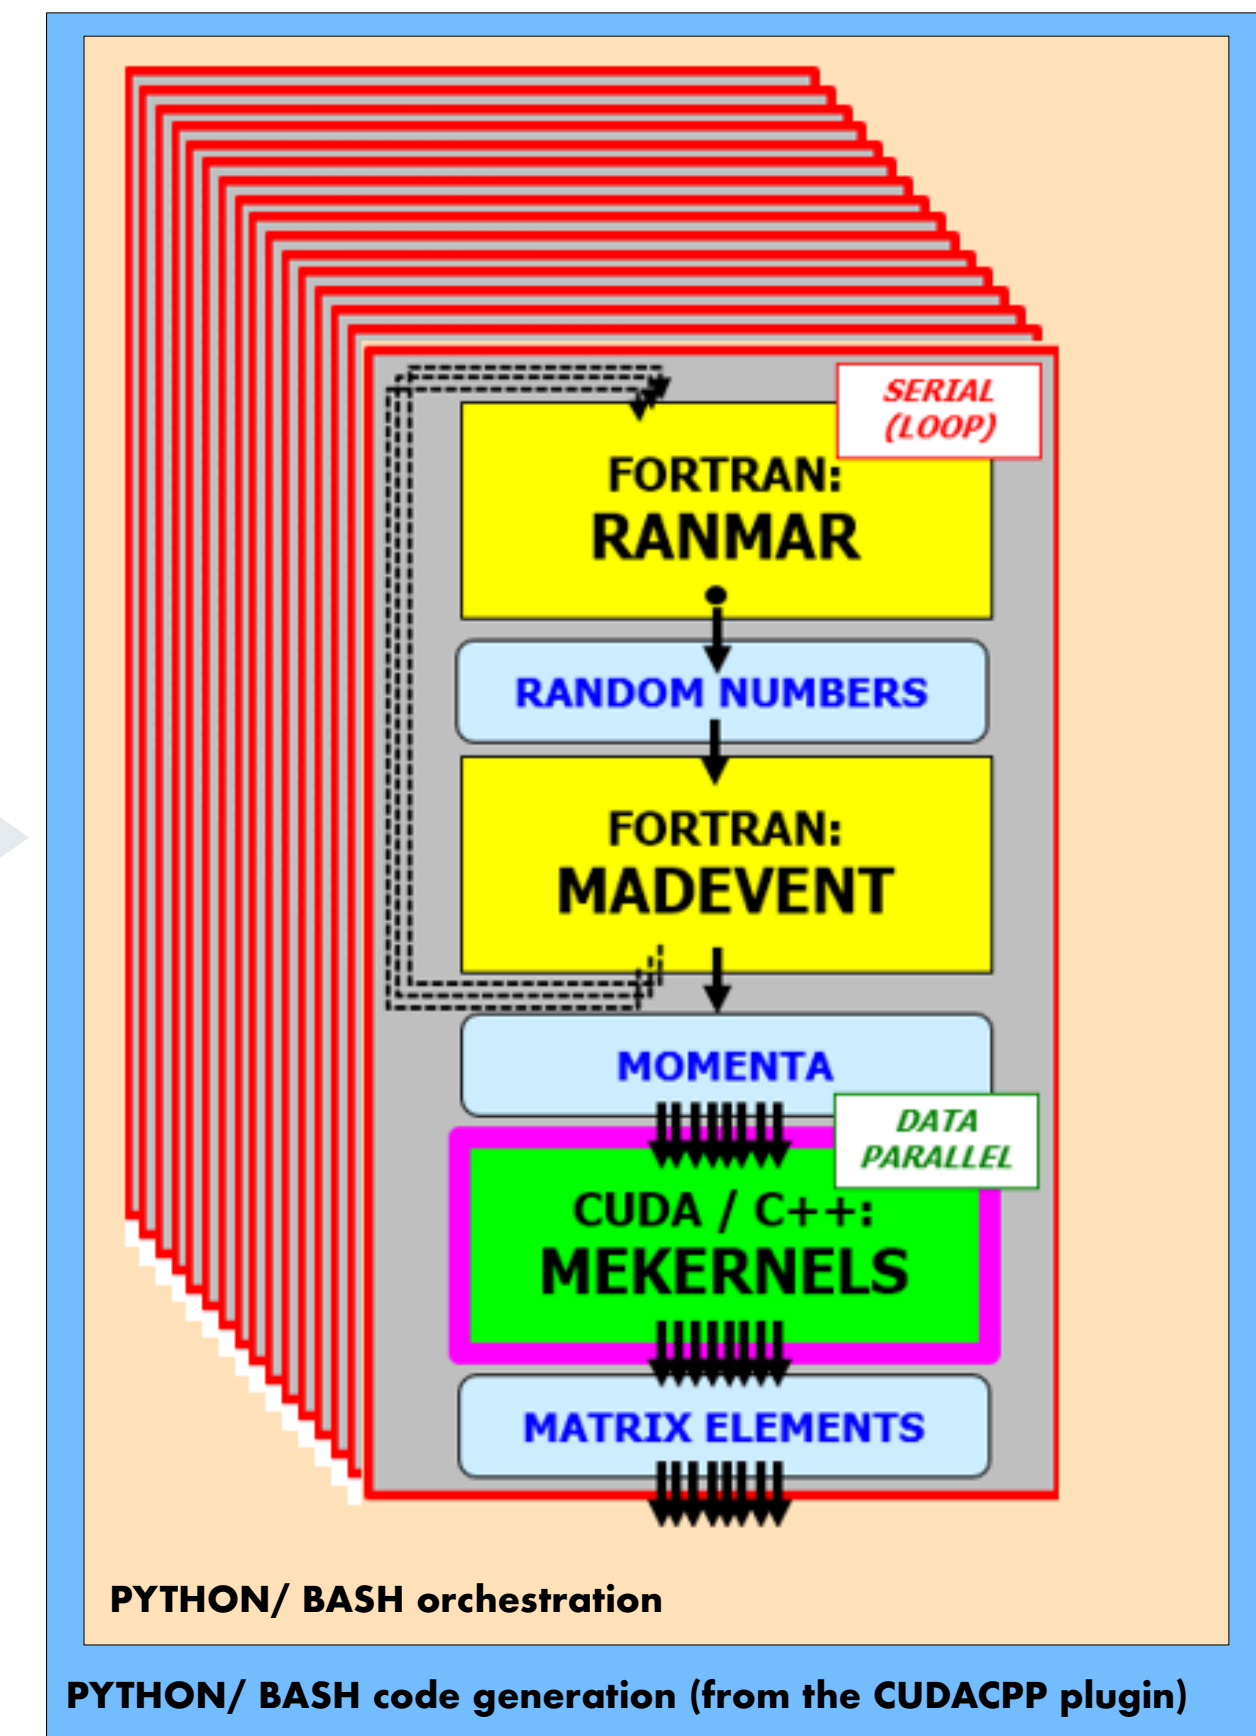 SERIAL
(LOOP)
FORTRAN:
RANMAR
RANDOM NUMBERS
FORTRAN:
MADEVENT
MOMENTA
DATA
PARALLEL
CUDA / C++:
MEKERNELS
MATRIX ELEMENTS
PYTHON/ BASH orchestration
PYTHON/ BASH code generation (from the CUDACPP plugin)